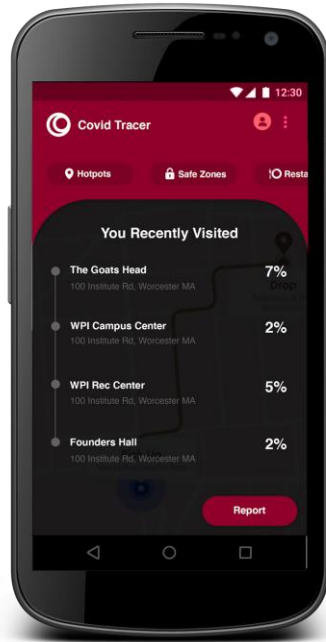 12:30
Covid Tracer
Hotpots
Safe Zones
Resta
You Recently Visited
The Goats Head
7%
100 Institute Rd, Worcester MA
Drop
WPI Campus Center
2%
100 Institute Rd, Worcester MA
WPI Rec Center
5%
100 Institute Rd, Worcester MA
Founders Hall
2%
100 Institute Rd, Worcester MA
Report